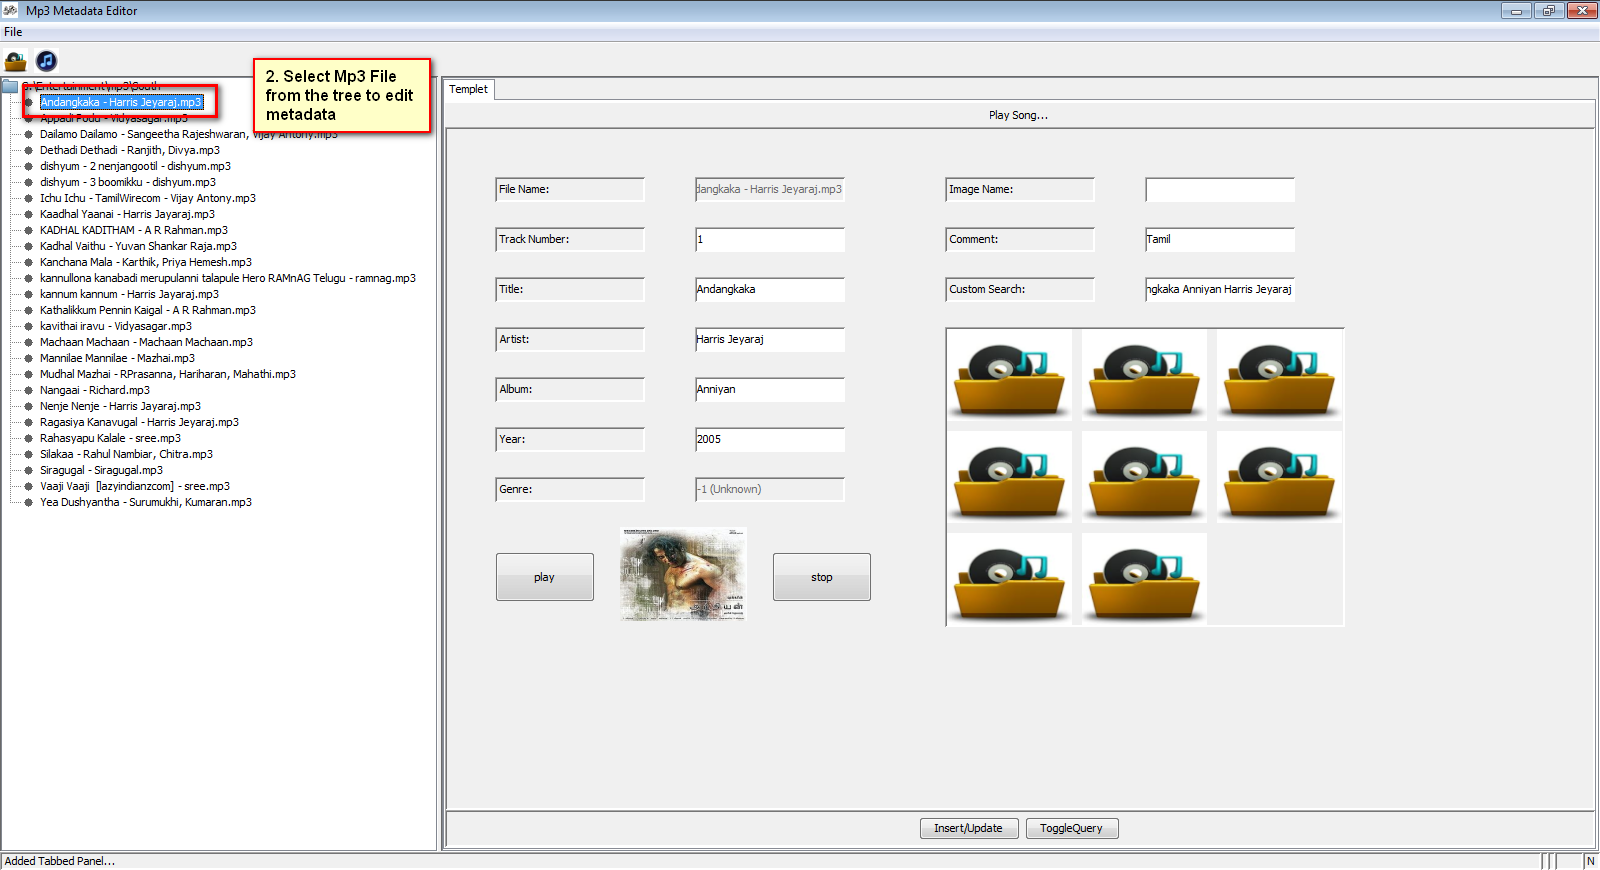 Mp3 Metadata Editor
File
2. Select Mp3 File
from the tree to edit
metadata
:\Entertainment\mp3\South
Andangkaka - Harris Jeyaraj.mp3
Appadi Podu - Vidyasagar.mp3
Dailamo Dailamo - Sangeetha Rajeshwaran, Vijay Antony.mp3
Dethadi Dethadi - Ranjith, Divya.mp3
dishyum - 2 nenjangootil - dishyum.mp3
dishyum - 3 boomikku - dishyum.mp3
Ichu Ichu - TamilWirecom - Vijay Antony.mp3
Kaadhal Yaanai - Harris Jayaraj.mp3
KADHAL KADITHAM - A R Rahman.mp3
Kadhal Vaithu - Yuvan Shankar Raja.mp3
Kanchana Mala - Karthik, Priya Hemesh.mp3
kannullona kanabadi merupulanni talapule Hero RAMnAG Telugu - ramnag.mp3
kannum kannum - Harris Jayaraj.mp3
Kathalikkum Pennin Kaigal - A R Rahman.mp3
kavithai iravu - Vidyasagar.mp3
Machaan Machaan - Machaan Machaan.mp3
Mannilae Mannilae - Mazhai.mp3
Mudhal Mazhai - RPrasanna, Hariharan, Mahathi.mp3
Nangaai - Richard.mp3
Nenje Nenje - Harris Jayaraj.mp3
Ragasiya Kanavugal - Harris Jeyaraj.mp3
Rahasyapu Kalale - sree.mp3
Silakaa - Rahul Nambiar, Chitra.mp3
Siragugal - Siragugal.mp3
Vaaji Vaaji  [lazyindianzcom] - sree.mp3
Yea Dushyantha - Surumukhi, Kumaran.mp3
Templet
Play Song...
File Name: dangkaka - Harris Jeyaraj.mp3
Track Number: 1
Title: Andangkaka
Artist: Harris Jeyaraj
Album: Anniyan
Year: 2005
Genre: -1 (Unknown)
Image Name:
Comment: Tamil
Custom Search: ngkaka Anniyan Harris Jeyaraj
play
stop
Insert/Update
ToggleQuery
Added Tabbed Panel...
N